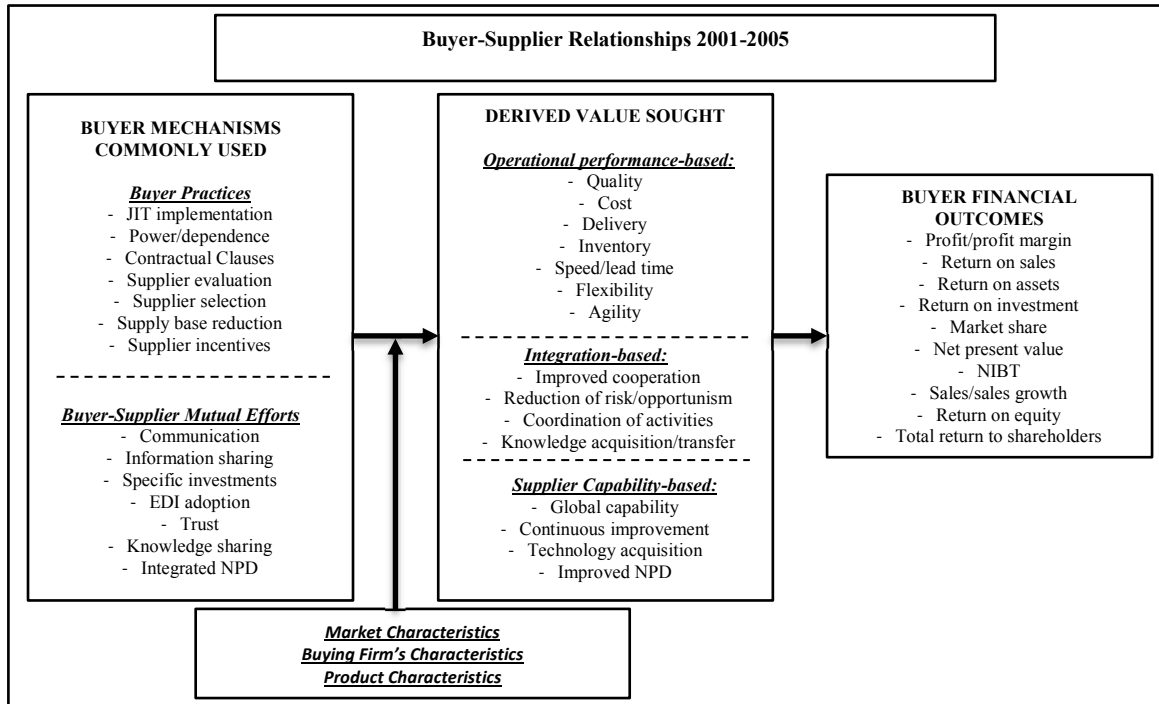 Buyer-Supplier Relationships 2001-2005
BUYER MECHANISMS
COMMONLY USED
Buyer Practices
- JIT implementation
- Power/dependence
- Contractual Clauses
- Supplier evaluation
- Supplier selection
- Supply base reduction
- Supplier incentives
Buyer-Supplier Mutual Efforts
- Communication
- Information sharing
- Specific investments
- EDI adoption
- Trust
- Knowledge sharing
- Integrated NPD
DERIVED VALUE SOUGHT
Operational performance-based:
- Quality
- Cost
- Delivery
- Inventory
- Speed/lead time
- Flexibility
- Agility
Integration-based:
- Improved cooperation
- Reduction of risk/opportunism
- Coordination of activities
- Knowledge acquisition/transfer
Supplier Capability-based:
- Global capability
- Continuous improvement
- Technology acquisition
- Improved NPD
BUYER FINANCIAL
OUTCOMES
- Profit/profit margin
- Return on sales
- Return on assets
- Return on investment
- Market share
- Net present value
- NIBT
- Sales/sales growth
- Return on equity
- Total return to shareholders
Market Characteristics
Buying Firm's Characteristics
Product Characteristics